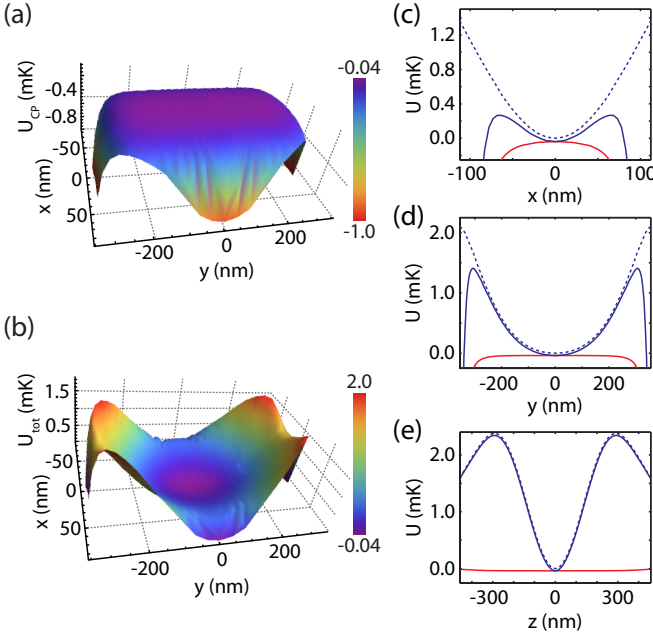 (a)
U_CP (mK)
-0.4
-0.8
-50
0
50
x (nm)
-200
0
200
y (nm)
-0.04
-1.0
(b)
U_tot (mK)
1.5
0.5
-50
0
50
x (nm)
-200
0
200
y (nm)
2.0
-0.04
(c)
U (mK)
1.2
0.8
0.4
0.0
-100
0
100
x (nm)
(d)
U (mK)
2.0
1.0
0.0
-200
0
200
y (nm)
(e)
U (mK)
2.0
1.0
0.0
-300
0
300
z (nm)